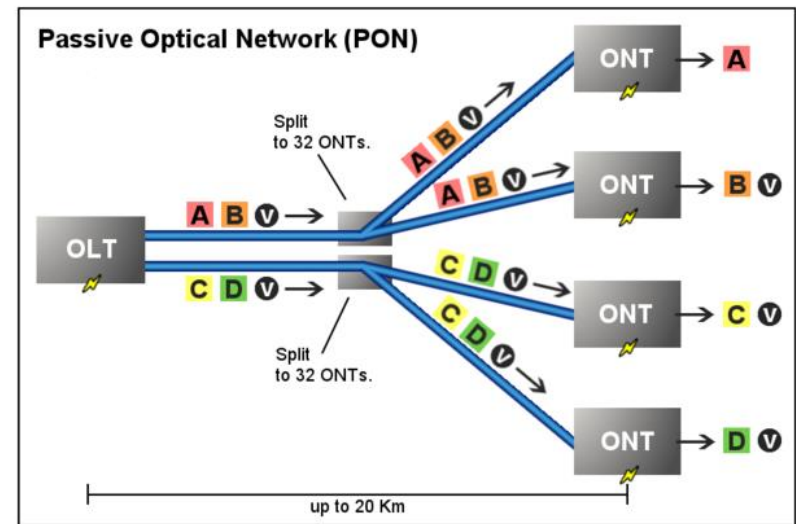 Passive Optical Network (PON)
ONT
A
Split
to 32 ONTs.
A B V
A B V
ONT
B V
A B V
OLT
C D V
C D V
C D V
ONT
C V
Split
to 32 ONTs.
ONT
D V
up to 20 Km